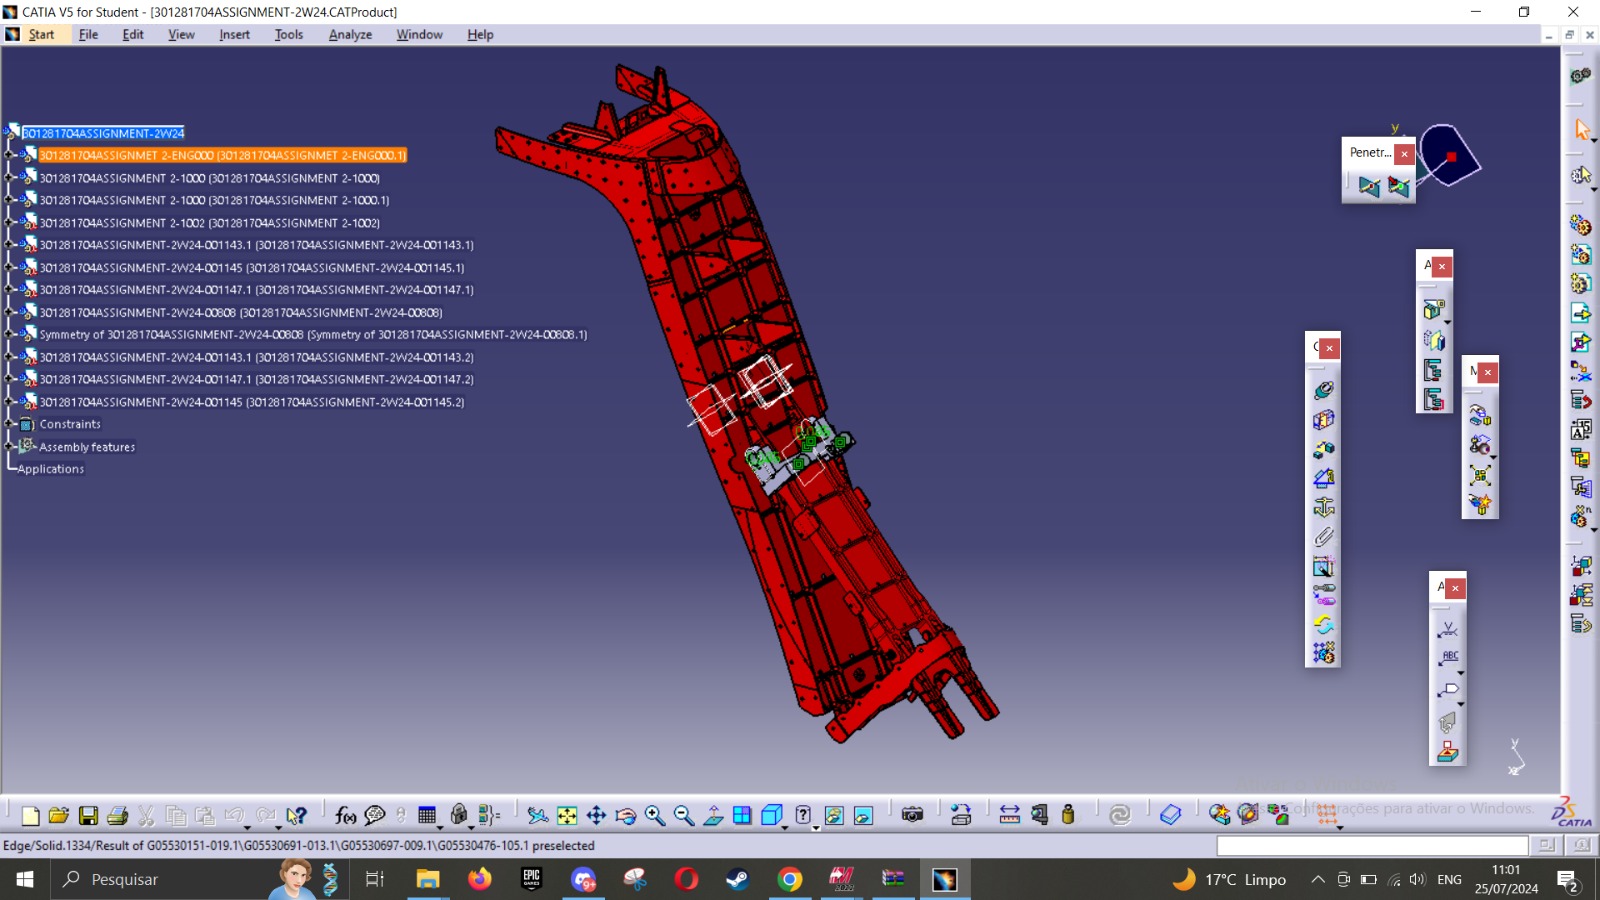 CATIA V5 for Student - [301281704ASSIGNMENT-2W24.CATProduct]
Start File Edit View Insert Tools Analyze Window Help
y
Penetr...
301281704ASSIGNMENT-2W24
301281704ASSIGNMET 2-ENG000 (301281704ASSIGNMET 2-ENG000.1)
301281704ASSIGNMENT 2-1000 (301281704ASSIGNMENT 2-1000)
301281704ASSIGNMENT 2-1000 (301281704ASSIGNMENT 2-1000.1)
301281704ASSIGNMENT 2-1002 (301281704ASSIGNMENT 2-1002)
301281704ASSIGNMENT-2W24-001143.1 (301281704ASSIGNMENT-2W24-001143.1)
301281704ASSIGNMENT-2W24-001145 (301281704ASSIGNMENT-2W24-001145.1)
301281704ASSIGNMENT-2W24-001147.1 (301281704ASSIGNMENT-2W24-001147.1)
301281704ASSIGNMENT-2W24-00808 (301281704ASSIGNMENT-2W24-00808)
Symmetry of 301281704ASSIGNMENT-2W24-00808 (Symmetry of 301281704ASSIGNMENT-2W24-00808.1)
301281704ASSIGNMENT-2W24-001143.1 (301281704ASSIGNMENT-2W24-001143.2)
301281704ASSIGNMENT-2W24-001147.1 (301281704ASSIGNMENT-2W24-001147.2)
301281704ASSIGNMENT-2W24-001145 (301281704ASSIGNMENT-2W24-001145.2)
Constraints
Assembly features
Applications
ABC
f(x)
configurações para ativar o Windows.
CATIA
Edge/Solid.1334/Result of G05530151-019.1\G05530691-013.1\G05530697-009.1\G05530476-105.1 preselected
Pesquisar
EPIC GAMES
9+
2022
17°C Limpo
ENG
11:01
25/07/2024
2